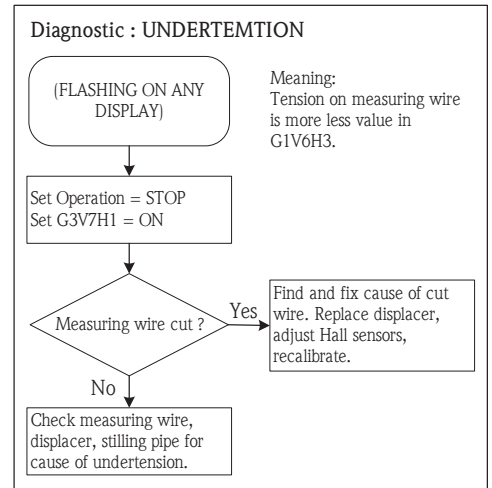 Diagnostic : UNDERTEMTION
(FLASHING ON ANY
DISPLAY)
Meaning:
Tension on measuring wire
is more less value in
G1V6H3.
Set Operation = STOP
Set G3V7H1 = ON
Measuring wire cut ?
Yes
Find and fix cause of cut
wire. Replace displacer,
adjust Hall sensors,
recalibrate.
No
Check measuring wire,
displacer, stilling pipe for
cause of undertension.